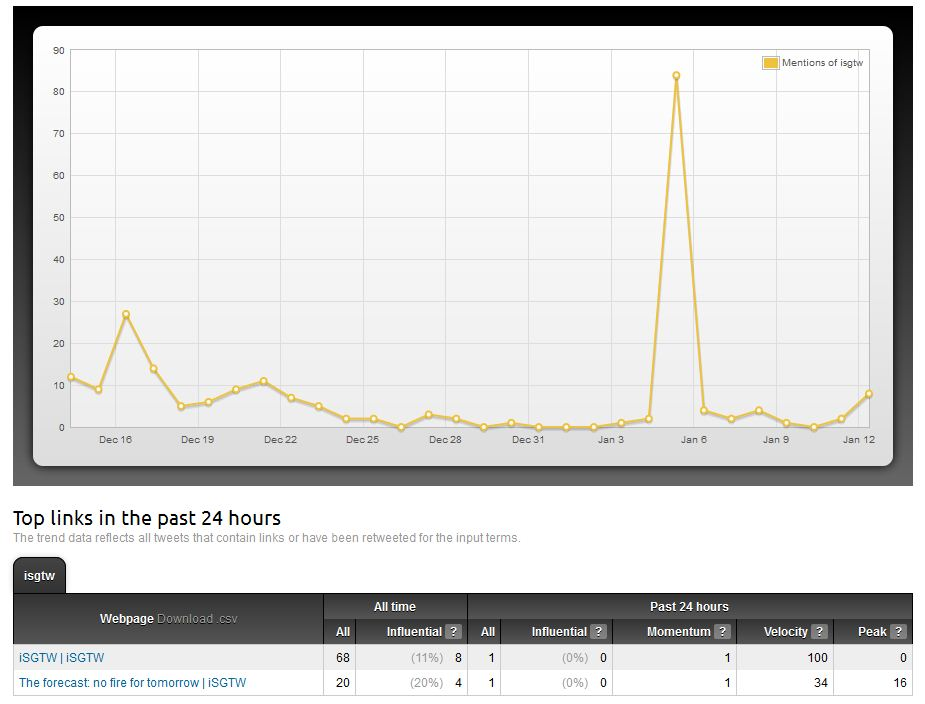 90
Mentions of isgtw
80
70
60
50
40
30
20
10
0
Dec 16 Dec 19 Dec 22 Dec 25 Dec 28 Dec 31 Jan 3 Jan 6 Jan 9 Jan 12
Top links in the past 24 hours
The trend data reflects all tweets that contain links or have been retweeted for the input terms.
isgtw
Webpage Download .csv All time Past 24 hours
All Influential ? All Influential ? Momentum ? Velocity ? Peak ?
iSGTW | iSGTW 68 (11%) 8 1 (0%) 0 1 100 0
The forecast: no fire for tomorrow | iSGTW 20 (20%) 4 1 (0%) 0 1 34 16